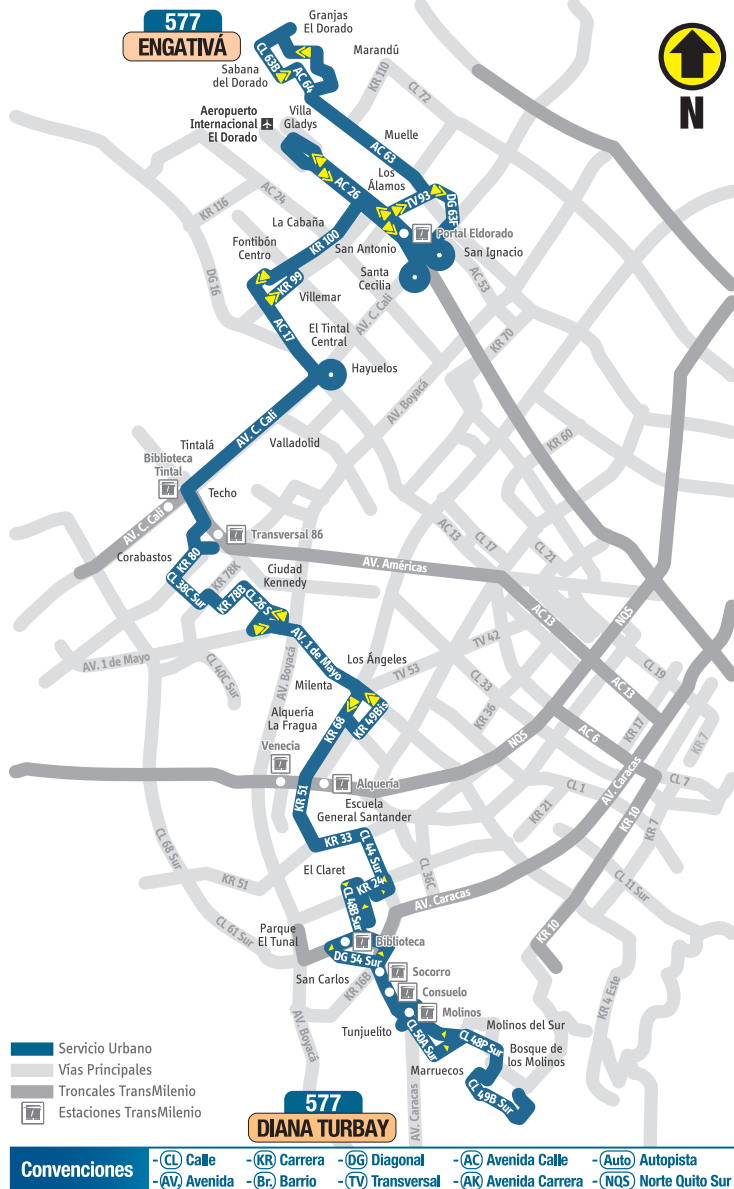 577
ENGATIVÁ
Granjas
El Dorado
CL 63B
AC 64
Marandú
KR 110
CL 72
Sabana
del Dorado
N
Aeropuerto
Internacional
El Dorado
Villa
Gladys
Muelle
AC 63
Los
Álamos
AC 26
TV 93
DG 63F
KR 116
AC 24
La Cabaña
KR 100
San Antonio
Portal Eldorado
San Ignacio
Fontibón
Centro
KR 99
Santa
Cecilia
AC 53
DG 16
Villemar
AV. C. Cali
AC 17
El Tintal
Central
KR 70
Hayuelos
AV. Boyacá
AV. C. Cali
Tintalá
Valladolid
KR 60
Biblioteca
Tintal
Techo
AV. C. Cali
Transversal 86
AC 13
CL 17
CL 21
Corabastos
KR 80
KR 78K
AV. Américas
CL 38C Sur
KR 78B
Ciudad
Kennedy
CL 26 S
AC 13
NQS
AV. 1 de Mayo
AV. 1 de Mayo
Los Ángeles
TV 42
CL 19
CL 40C Sur
AV. Boyacá
TV 53
CL 33
AC 13
Milenta
KR 36
KR 68
KR 49Bis
Alquería
La Fragua
NQS
AC 6
KR 17
KR 7
Venecia
Alquería
CL 1
AV. Caracas
CL 7
KR 51
Escuela
General Santander
KR 21
KR 10
KR 7
KR 33
CL 44 Sur
CL 68 Sur
El Claret
KR 24
CL 36C
KR 51
CL 48B Sur
AV. Caracas
CL 11 Sur
CL 61 Sur
Parque
El Tunal
Biblioteca
KR 10
DG 54 Sur
San Carlos
KR 16B
Socorro
Consuelo
KR 4 Este
Molinos
AV. Boyacá
Tunjuelito
CL 50A Sur
Molinos del Sur
CL 48P Sur
Bosque de
los Molinos
Marruecos
AV. Caracas
CL 49B Sur
Servicio Urbano
Vías Principales
Troncales TransMilenio
Estaciones TransMilenio
577
DIANA TURBAY
Convenciones
- CL Calle - KR Carrera - DG Diagonal - AC Avenida Calle - Auto Autopista
- AV. Avenida - Br. Barrio - TV Transversal - AK Avenida Carrera - NQS Norte Quito Sur